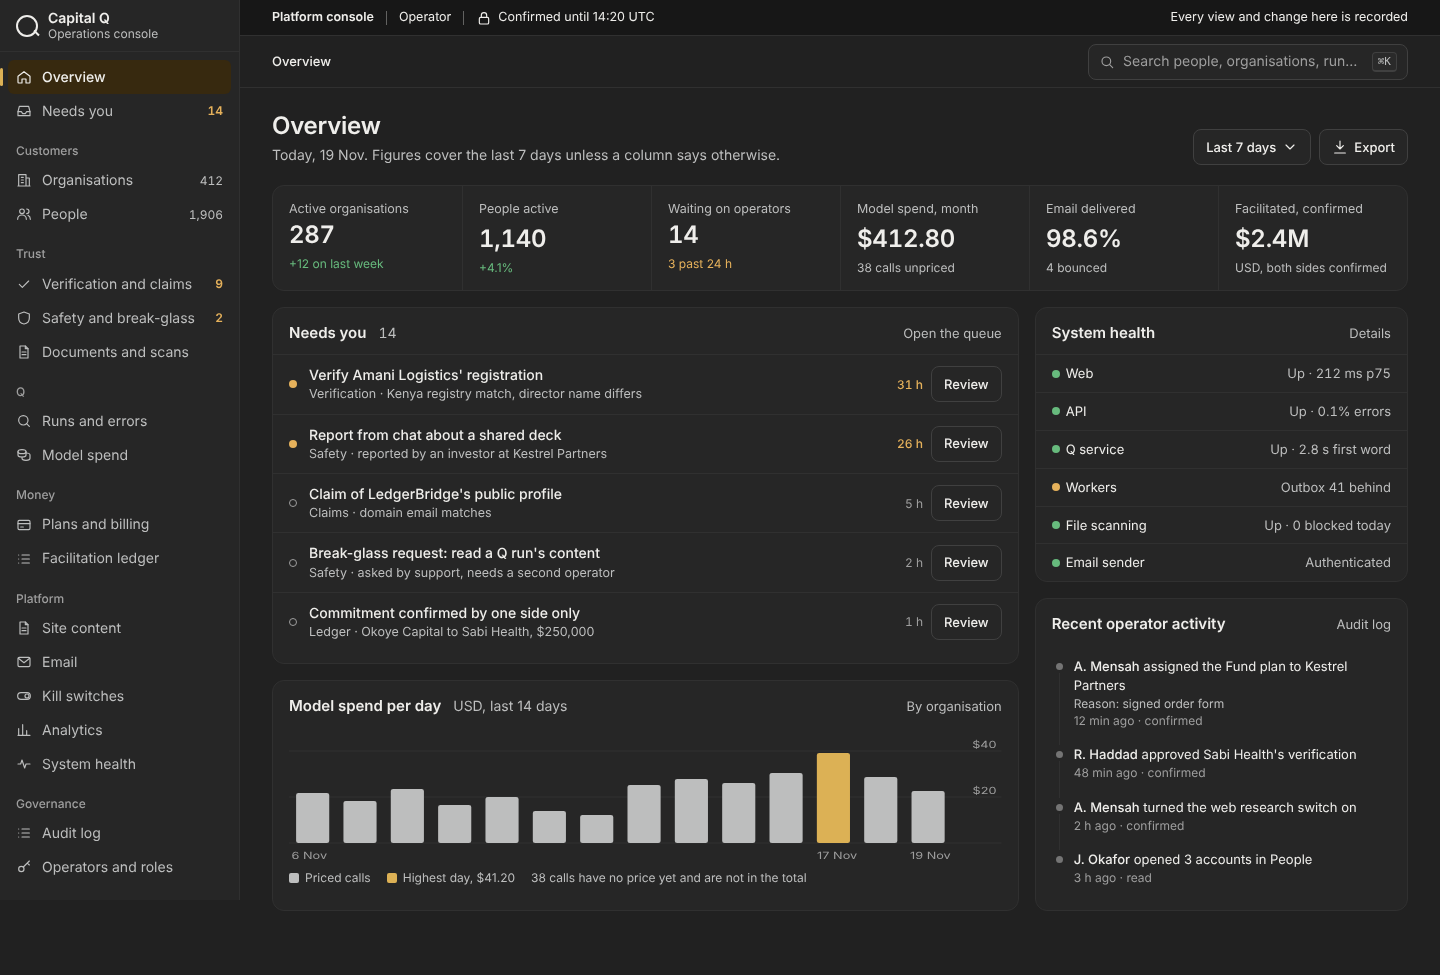 Capital Q
Operations console
Platform console
Operator
Confirmed until 14:20 UTC
Every view and change here is recorded
Overview
Needs you 14
Customers
Organisations 412
People 1,906
Trust
Verification and claims 9
Safety and break-glass 2
Documents and scans
Q
Runs and errors
Model spend
Money
Plans and billing
Facilitation ledger
Platform
Site content
Email
Kill switches
Analytics
System health
Governance
Audit log
Operators and roles
Overview
Search people, organisations, run... ⌘K
Overview
Today, 19 Nov. Figures cover the last 7 days unless a column says otherwise.
Last 7 days
Export
Active organisations
287
+12 on last week
People active
1,140
+4.1%
Waiting on operators
14
3 past 24 h
Model spend, month
$412.80
38 calls unpriced
Email delivered
98.6%
4 bounced
Facilitated, confirmed
$2.4M
USD, both sides confirmed
Needs you 14
Open the queue
Verify Amani Logistics' registration
Verification · Kenya registry match, director name differs
31 h
Review
Report from chat about a shared deck
Safety · reported by an investor at Kestrel Partners
26 h
Review
Claim of LedgerBridge's public profile
Claims · domain email matches
5 h
Review
Break-glass request: read a Q run's content
Safety · asked by support, needs a second operator
2 h
Review
Commitment confirmed by one side only
Ledger · Okoye Capital to Sabi Health, $250,000
1 h
Review
Model spend per day USD, last 14 days
By organisation
$40
$20
6 Nov
17 Nov
19 Nov
Priced calls
Highest day, $41.20
38 calls have no price yet and are not in the total
System health
Details
Web
Up · 212 ms p75
API
Up · 0.1% errors
Q service
Up · 2.8 s first word
Workers
Outbox 41 behind
File scanning
Up · 0 blocked today
Email sender
Authenticated
Recent operator activity
Audit log
A. Mensah assigned the Fund plan to Kestrel
Partners
Reason: signed order form
12 min ago · confirmed
R. Haddad approved Sabi Health's verification
48 min ago · confirmed
A. Mensah turned the web research switch on
2 h ago · confirmed
J. Okafor opened 3 accounts in People
3 h ago · read